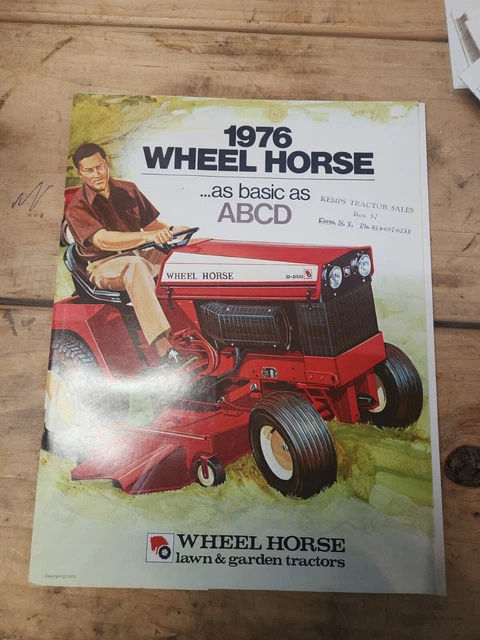 1976
WHEEL HORSE
...as basic as
ABCD
KEMPS TRACTOR SALES
Box 57
WHEEL HORSE
D-250
WHEEL HORSE
lawn & garden tractors